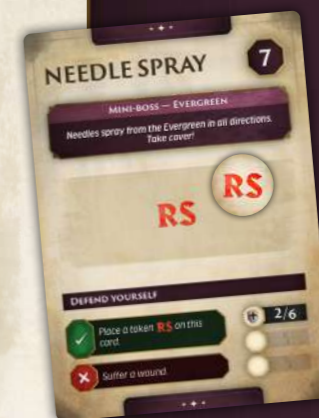 NEEDLE SPRAY
7
MINI-BOSS — EVERGREEN
Needles spray from the Evergreen in all directions.
Take cover!
RS
RS
DEFEND YOURSELF
Place a token RS on this
card.
2/6
Suffer a wound.